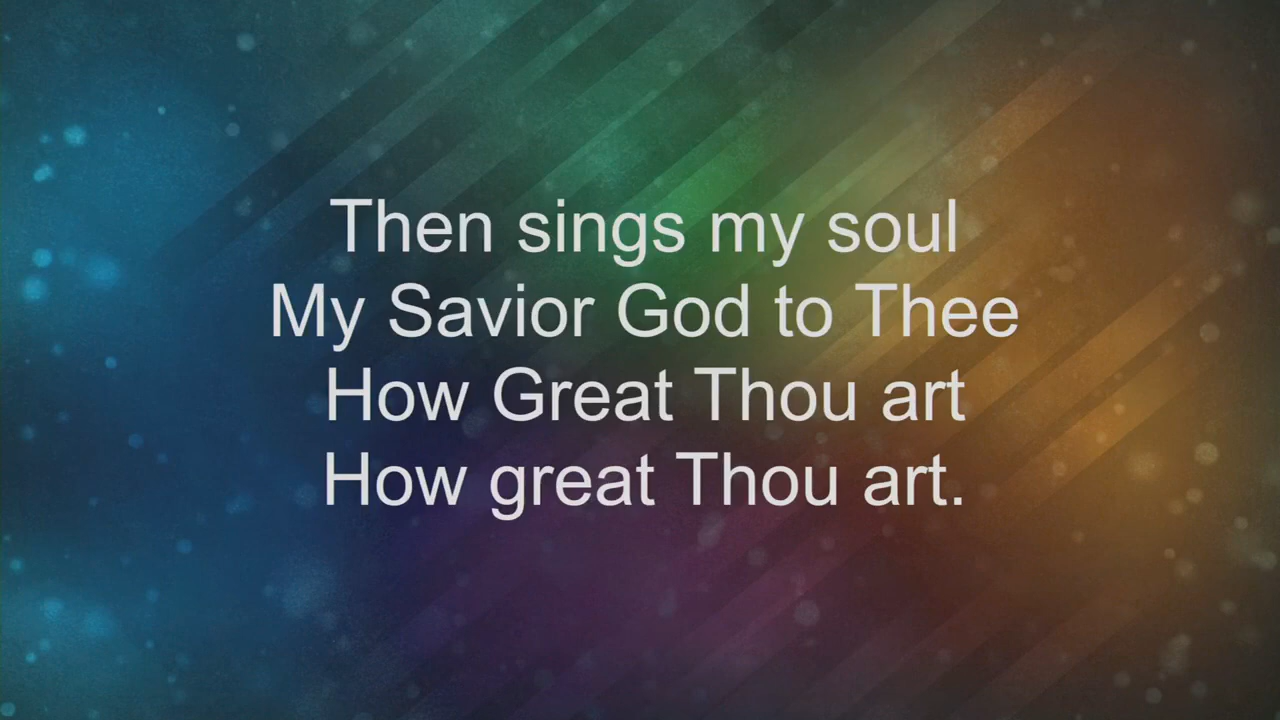 Then sings my soul
My Savior God to Thee
How Great Thou art
How great Thou art.